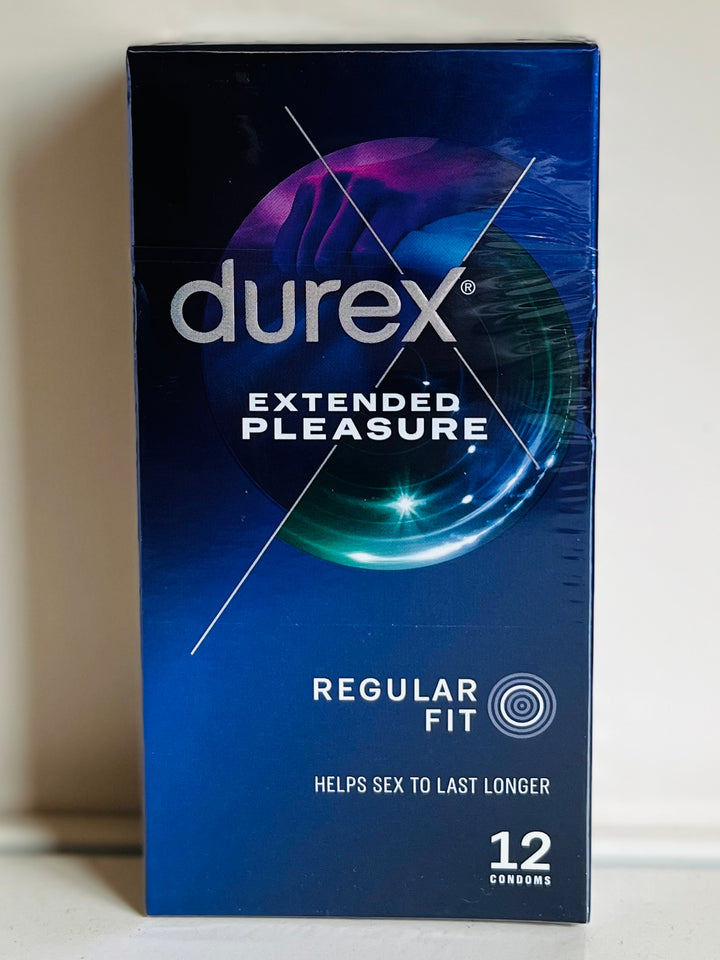 durex®
EXTENDED
PLEASURE
REGULAR
FIT
HELPS SEX TO LAST LONGER
12
CONDOMS